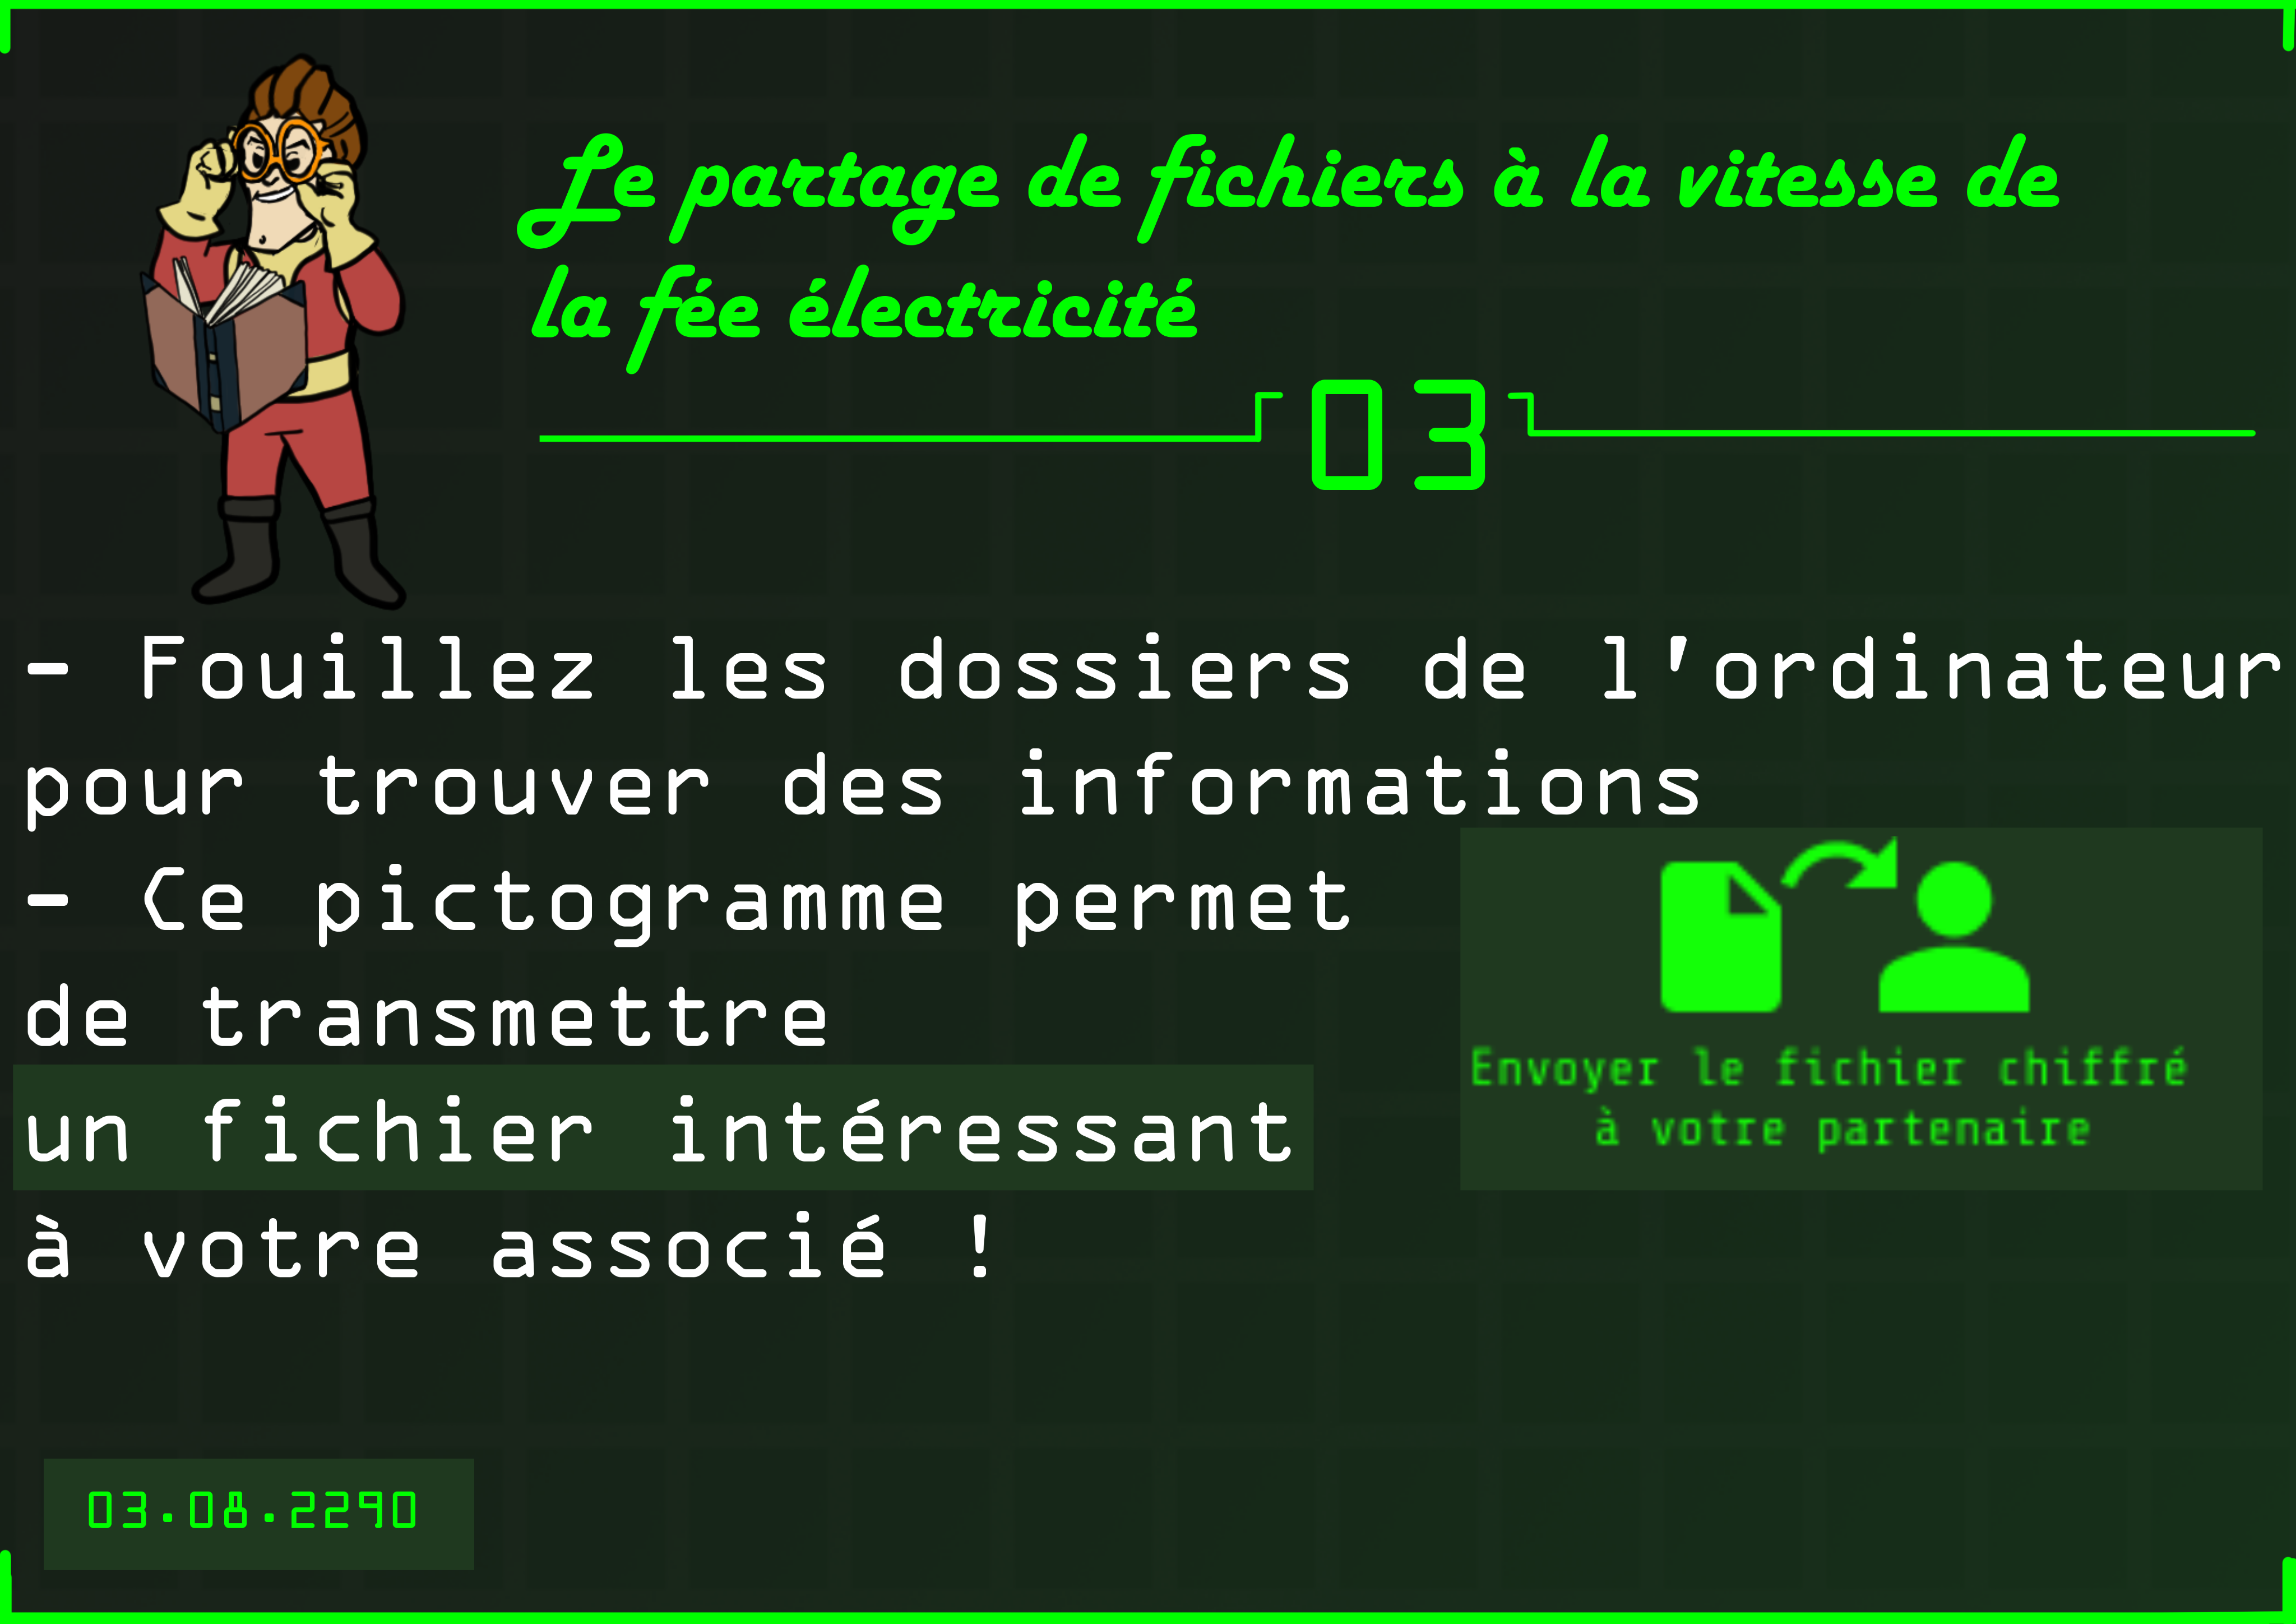 Le partage de fichiers à la vitesse de
la fée électricité
03
- Fouillez les dossiers de l'ordinateur
pour trouver des informations
- Ce pictogramme permet
de transmettre
un fichier intéressant
à votre associé !
Envoyer le fichier chiffré
à votre partenaire
03.08.2290